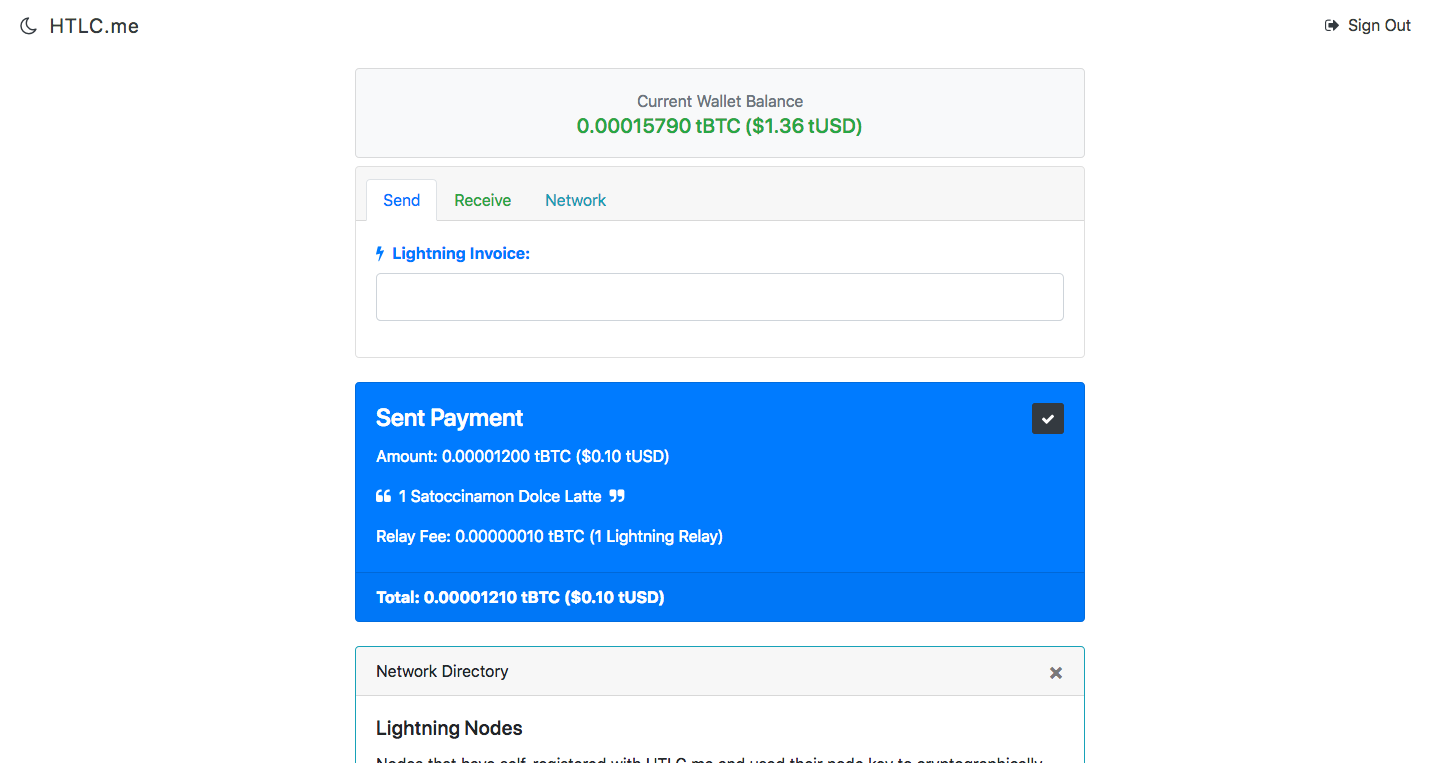 HTLC.me
Sign Out
Current Wallet Balance
0.00015790 tBTC ($1.36 tUSD)
Send Receive Network
Lightning Invoice:
Sent Payment
Amount: 0.00001200 tBTC ($0.10 tUSD)
❝ 1 Satoccinamon Dolce Latte ❞
Relay Fee: 0.00000010 tBTC (1 Lightning Relay)
Total: 0.00001210 tBTC ($0.10 tUSD)
Network Directory
Lightning Nodes
Nodes that have self-registered with HTLC.me and used their node key to cryptographically